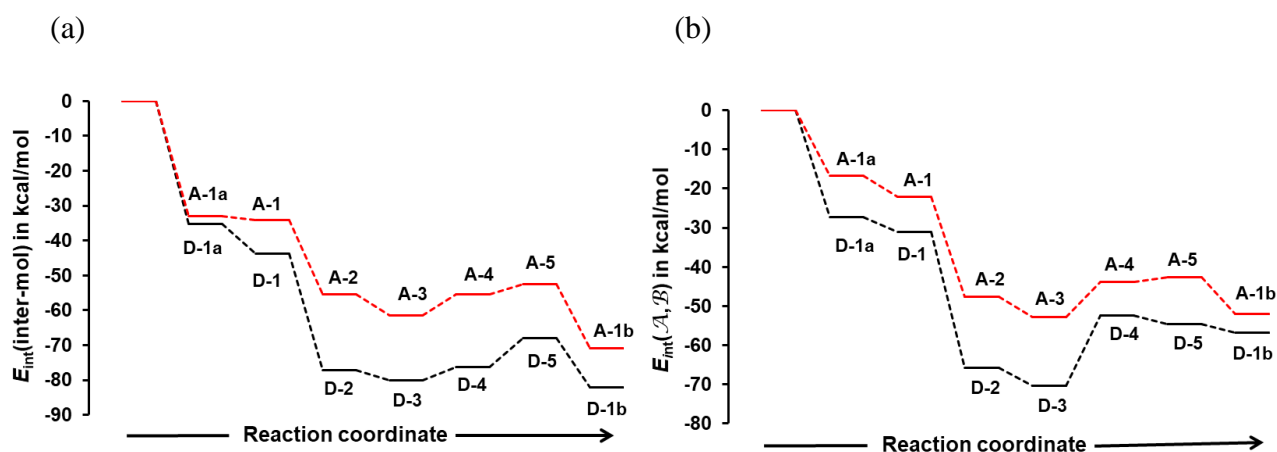 (a)
(b)
E_int(inter-mol) in kcal/mol
0
-10
-20
-30
-40
-50
-60
-70
-80
-90
A-1a
A-1
D-1a
D-1
A-2
A-3
A-4
A-5
A-1b
D-2
D-3
D-4
D-5
D-1b
Reaction coordinate
E_int(𝒜,ℬ) in kcal/mol
0
-10
-20
-30
-40
-50
-60
-70
-80
A-1a
A-1
D-1a
D-1
A-2
A-3
A-4
A-5
A-1b
D-2
D-3
D-4
D-5
D-1b
Reaction coordinate